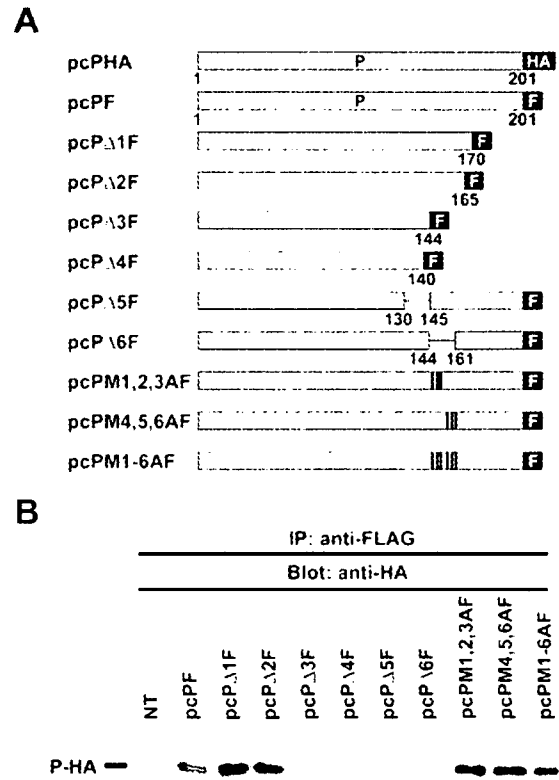 A
pcPHA P HA
1 201
pcPF P F
1 201
pcPΔ1F F
170
pcPΔ2F F
165
pcPΔ3F F
144
pcPΔ4F F
140
pcPΔ5F F
130 145
pcPΔ6F F
144 161
pcPM1,2,3AF F
pcPM4,5,6AF F
pcPM1-6AF F
B
IP: anti-FLAG
Blot: anti-HA
NT pcPF pcPΔ1F pcPΔ2F pcPΔ3F pcPΔ4F pcPΔ5F pcPΔ6F pcPM1,2,3AF pcPM4,5,6AF pcPM1-6AF
P-HA